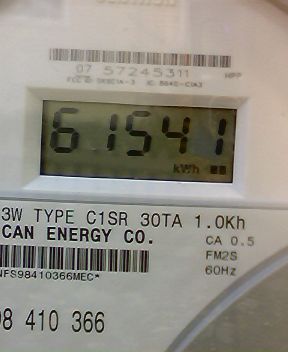 07 57245311
HPP
61541
kWh
3W TYPE C1SR 30TA 1.0Kh
CAN ENERGY CO.
CA 0.5
FM2S
60Hz
NFS98410366MEC*
98 410 366